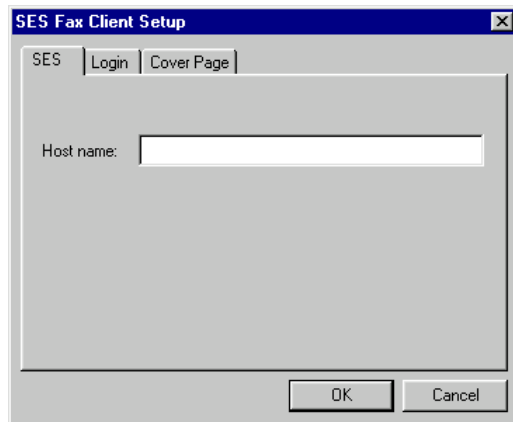 SES Fax Client Setup
SES Login Cover Page
Host name:
OK Cancel